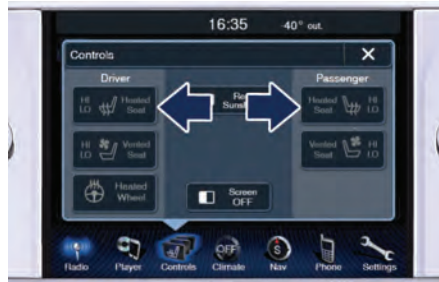 16:35
40° out.
Controls
X
Driver
Passenger
HI
LO
Heated
Seat
Heated
Seat
HI
LO
HI
LO
Vented
Seat
Vented
Seat
HI
LO
Heated
Wheel
Screen
OFF
OFF
S
Radio
Player
Controls
Climate
Nav
Phone
Settings